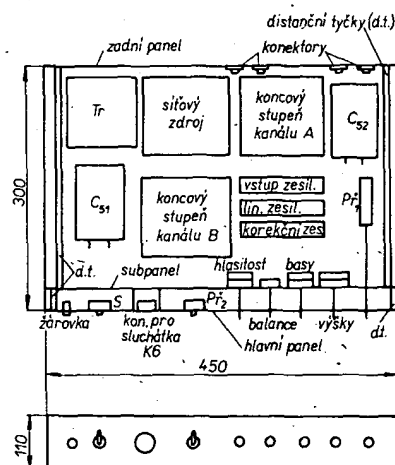 distanční tyčky (d.t.)
zadní panel
konektory
Tr
síťový
zdroj
koncový
stupeň
kanálu A
C52
C51
koncový
stupeň
kanálu B
vstup zesil.
lin. zesil.
korekční zes.
Př1
300
d.t.
subpanel
hlasitost
basy
S
Př2
žárovka
kon. pro
sluchátka
K6
hlavní panel
balance
výšky
d.t.
450
110